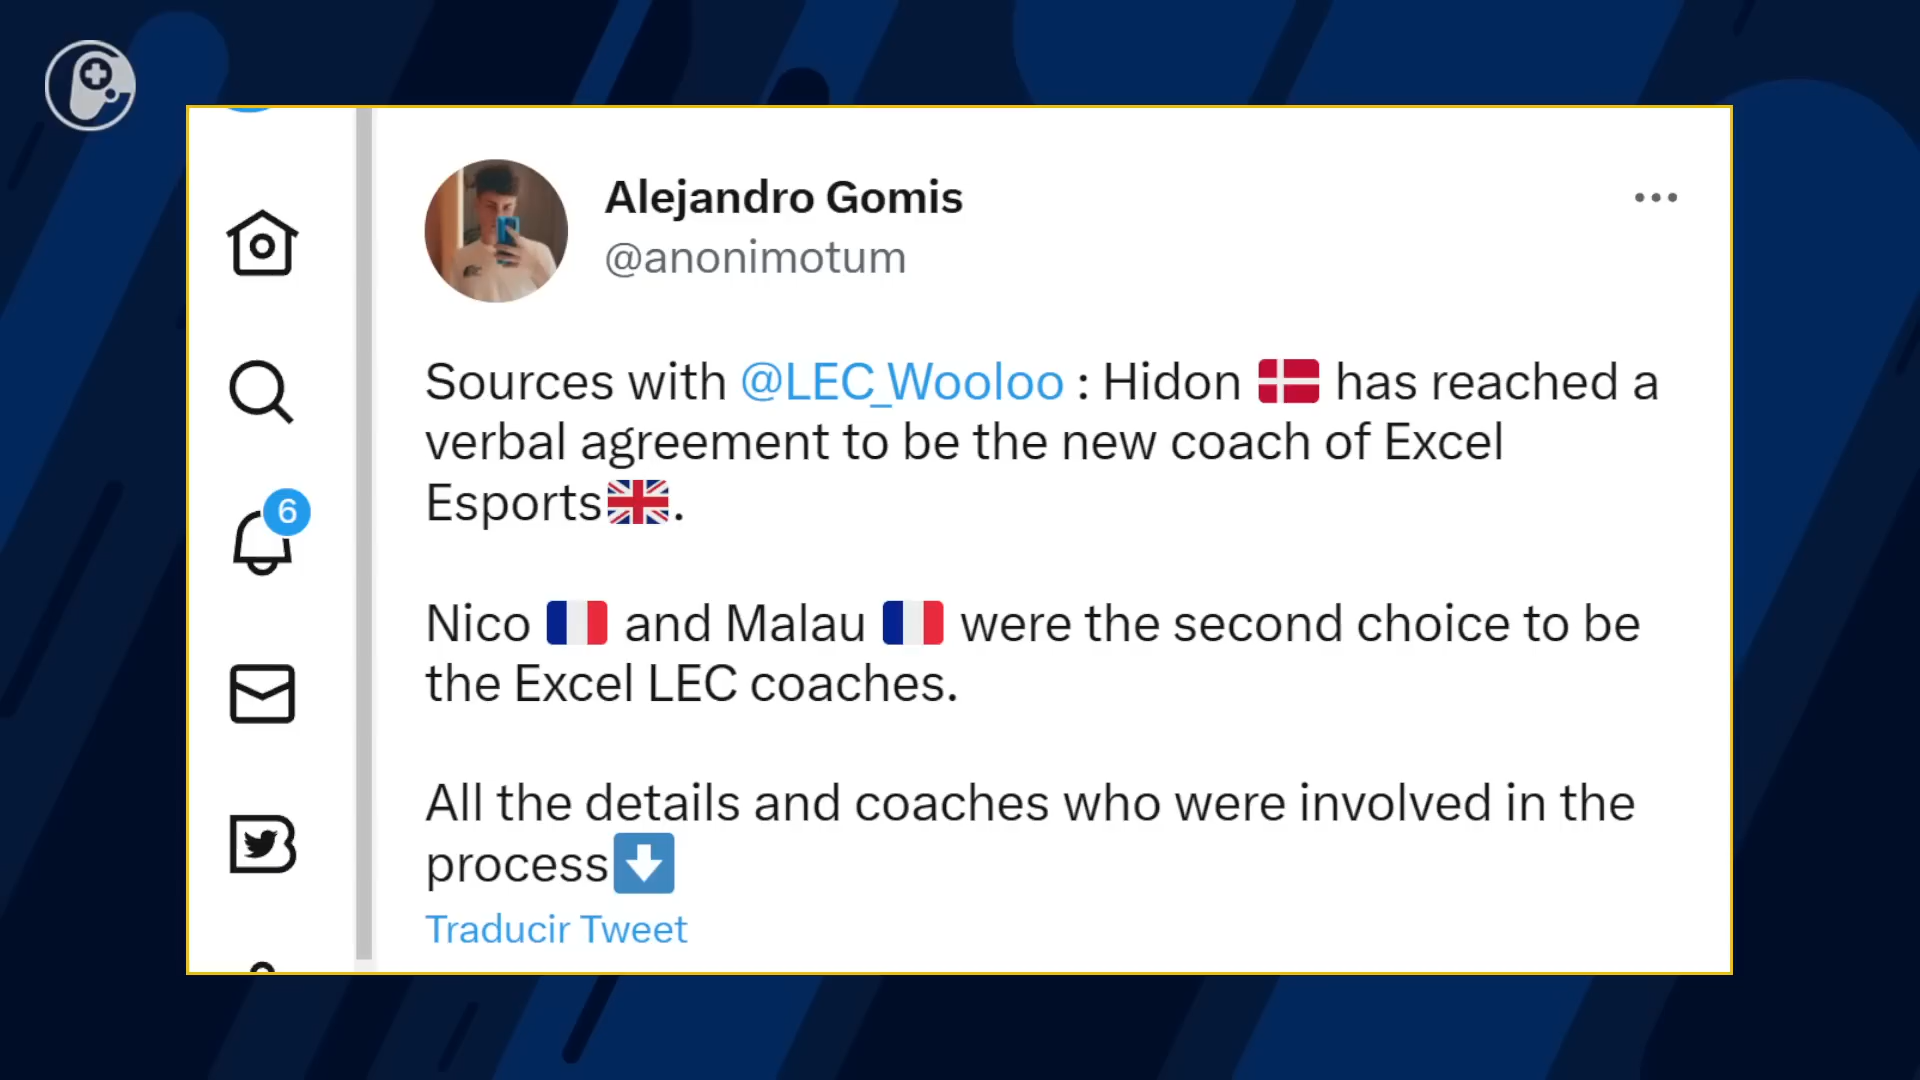 Alejandro Gomis
@anonimotum
Sources with @LEC_Wooloo : Hidon 🇩🇰 has reached a
verbal agreement to be the new coach of Excel
Esports🇬🇧.
Nico 🇫🇷 and Malau 🇫🇷 were the second choice to be
the Excel LEC coaches.
All the details and coaches who were involved in the
process⬇️
Traducir Tweet
6